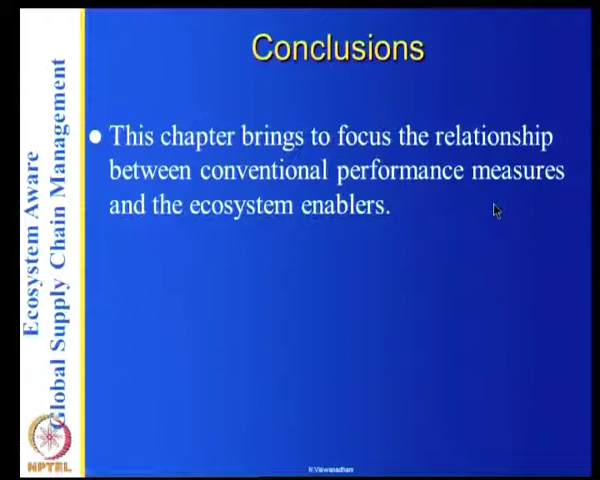 Conclusions
This chapter brings to focus the relationship
between conventional performance measures
and the ecosystem enablers.
Ecosystem Aware
Global Supply Chain Management
NPTEL
N.Viswanadham